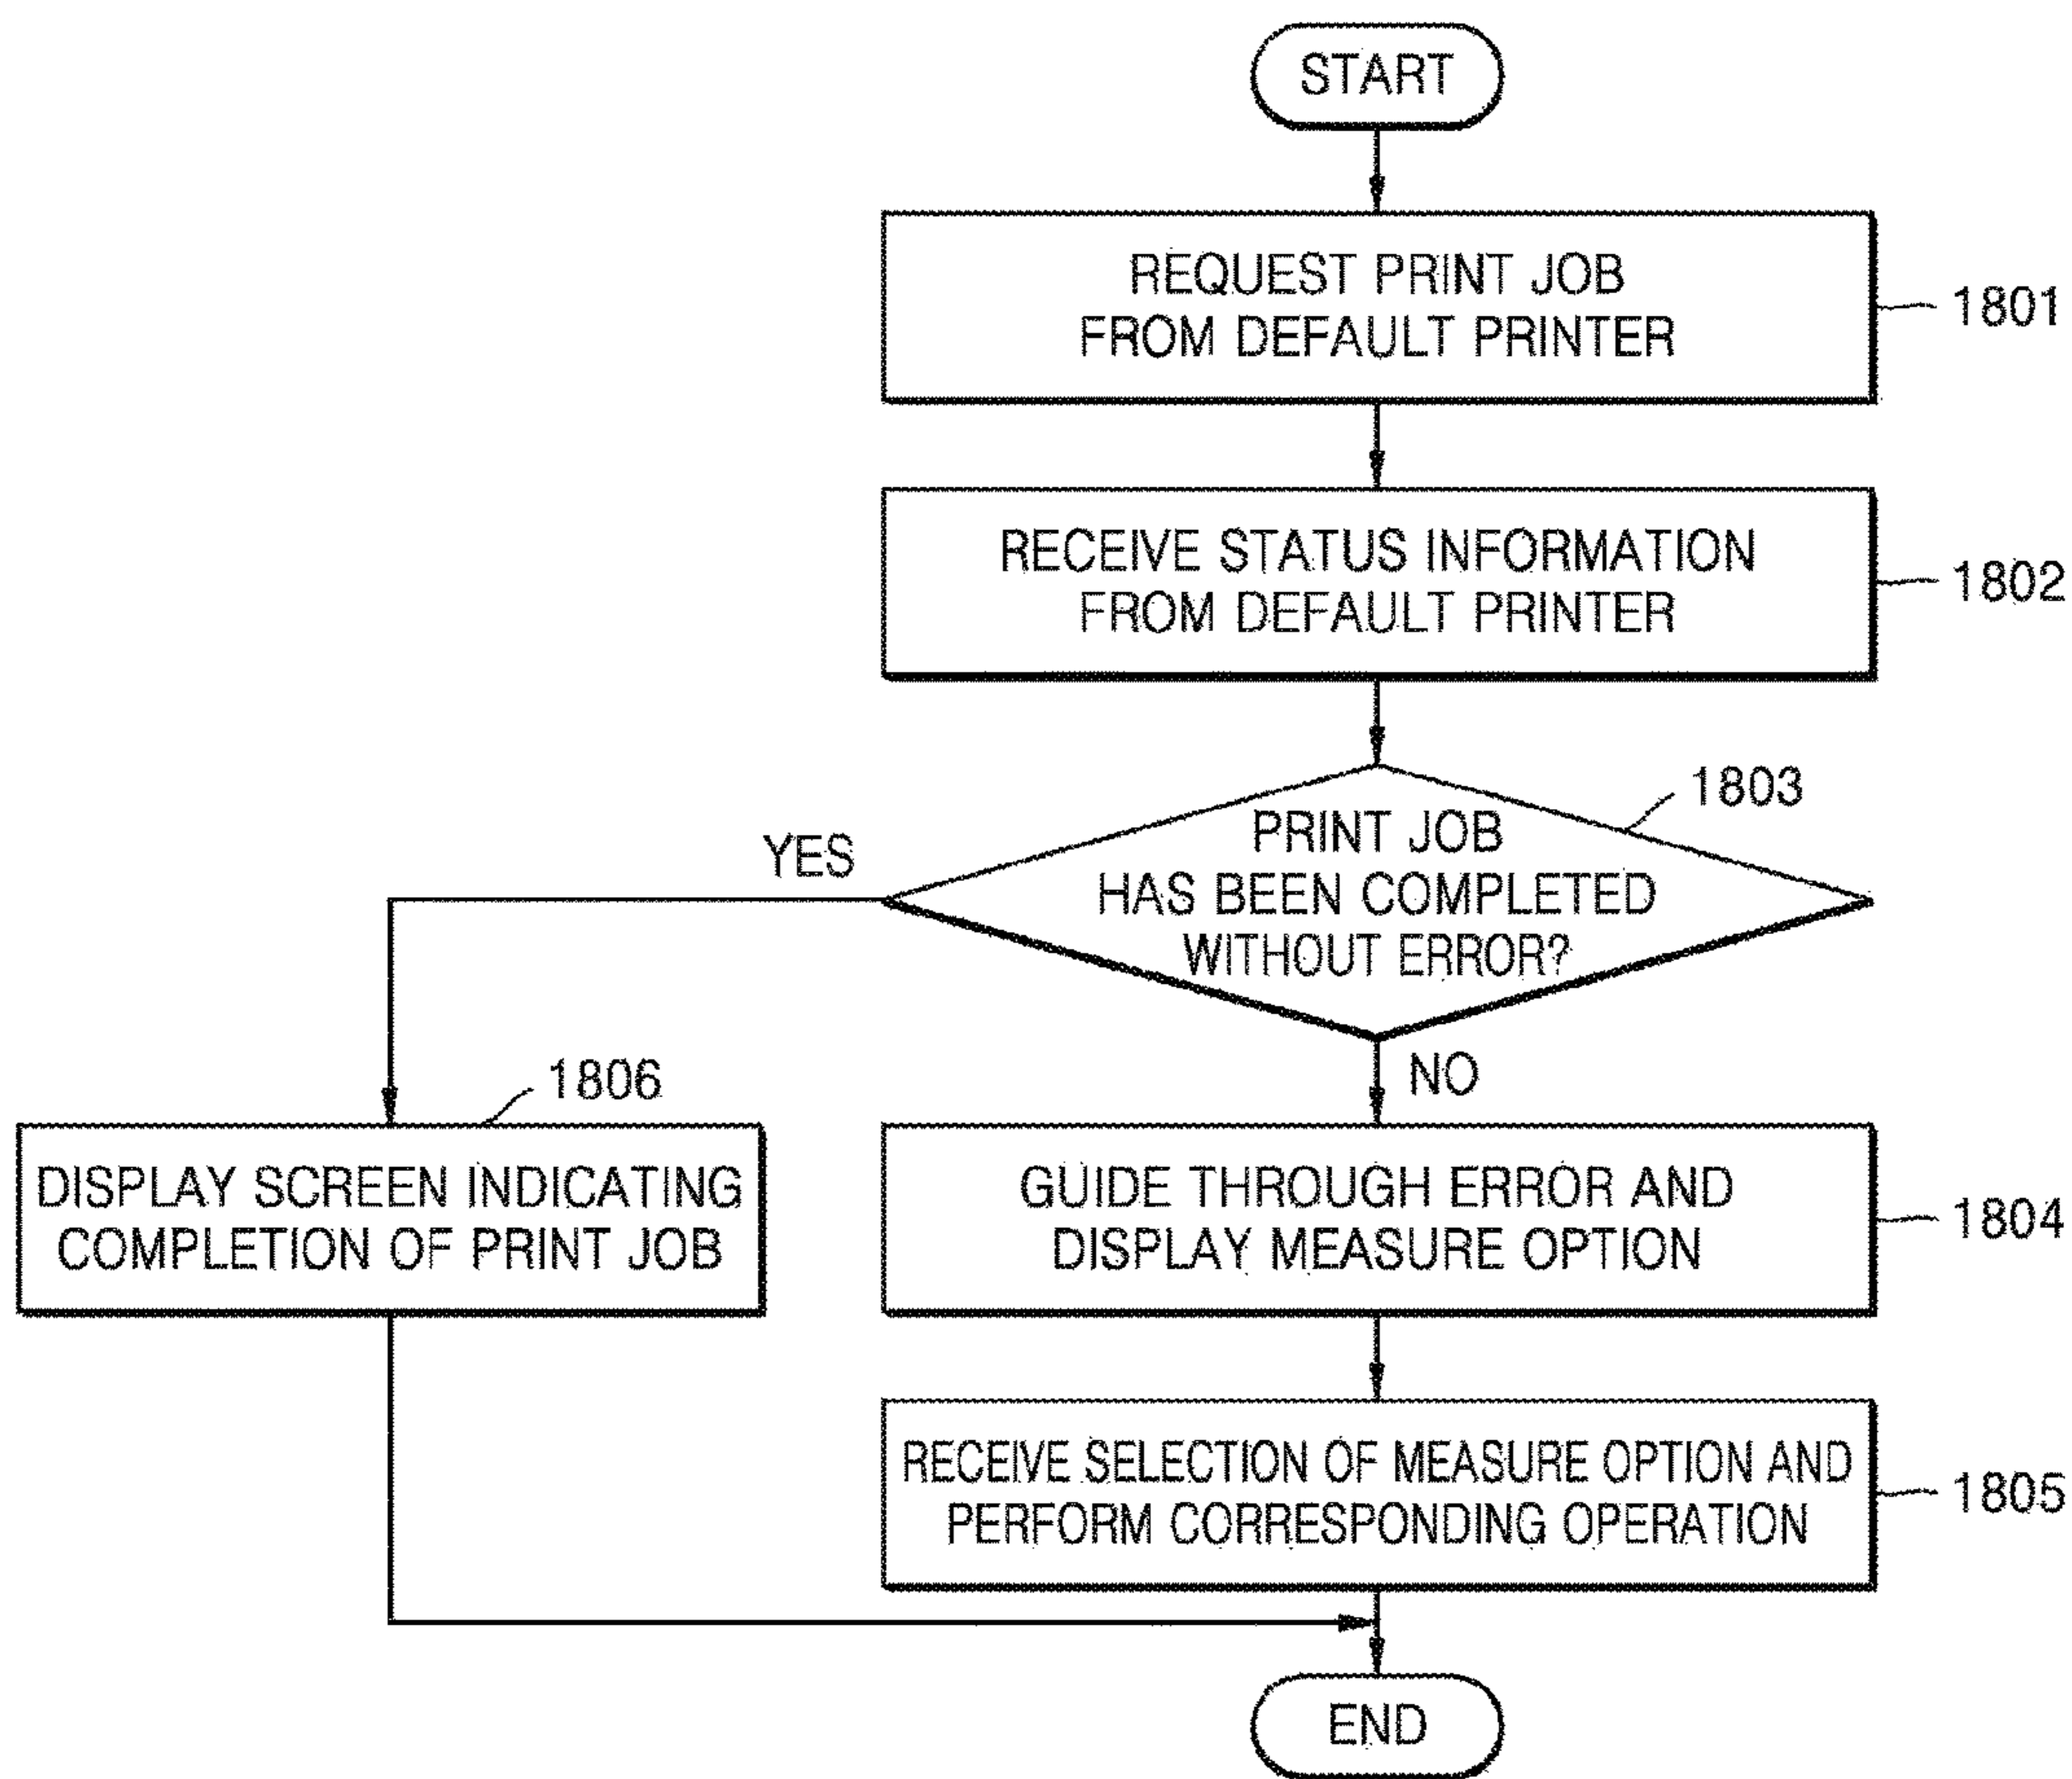 START
REQUEST PRINT JOB
FROM DEFAULT PRINTER
1801
RECEIVE STATUS INFORMATION
FROM DEFAULT PRINTER
1802
1803
PRINT JOB
HAS BEEN COMPLETED
WITHOUT ERROR?
YES
NO
1806
DISPLAY SCREEN INDICATING
COMPLETION OF PRINT JOB
GUIDE THROUGH ERROR AND
DISPLAY MEASURE OPTION
1804
RECEIVE SELECTION OF MEASURE OPTION AND
PERFORM CORRESPONDING OPERATION
1805
END